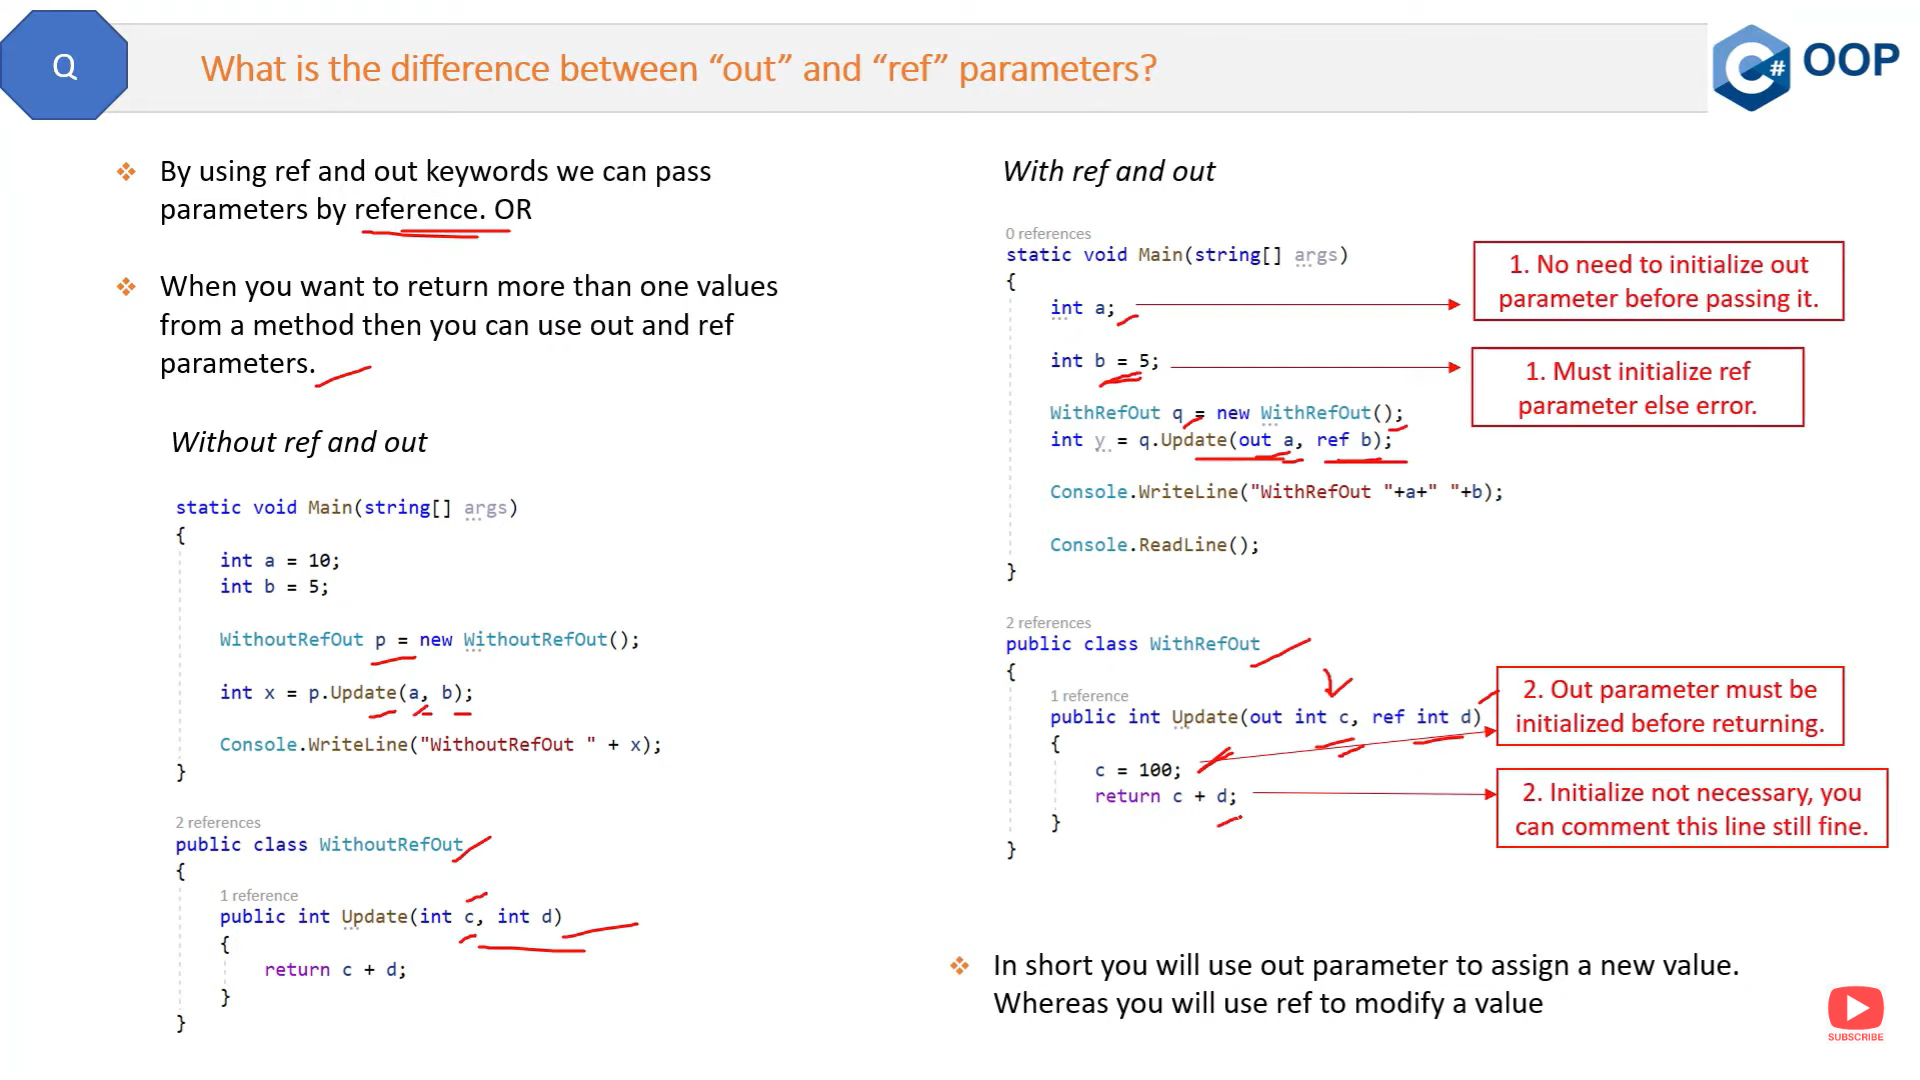 Q
What is the difference between “out” and “ref” parameters?
C# OOP
By using ref and out keywords we can pass
parameters by reference. OR
When you want to return more than one values
from a method then you can use out and ref
parameters.
Without ref and out
static void Main(string[] args)
{
int a = 10;
int b = 5;
WithoutRefOut p = new WithoutRefOut();
int x = p.Update(a, b);
Console.WriteLine("WithoutRefOut " + x);
}
2 references
public class WithoutRefOut
{
1 reference
public int Update(int c, int d)
{
return c + d;
}
}
With ref and out
0 references
static void Main(string[] args)
{
int a;
int b = 5;
WithRefOut q = new WithRefOut();
int y = q.Update(out a, ref b);
Console.WriteLine("WithRefOut "+a+" "+b);
Console.ReadLine();
}
2 references
public class WithRefOut
{
1 reference
public int Update(out int c, ref int d)
{
c = 100;
return c + d;
}
}
1. No need to initialize out
parameter before passing it.
1. Must initialize ref
parameter else error.
2. Out parameter must be
initialized before returning.
2. Initialize not necessary, you
can comment this line still fine.
In short you will use out parameter to assign a new value.
Whereas you will use ref to modify a value
SUBSCRIBE